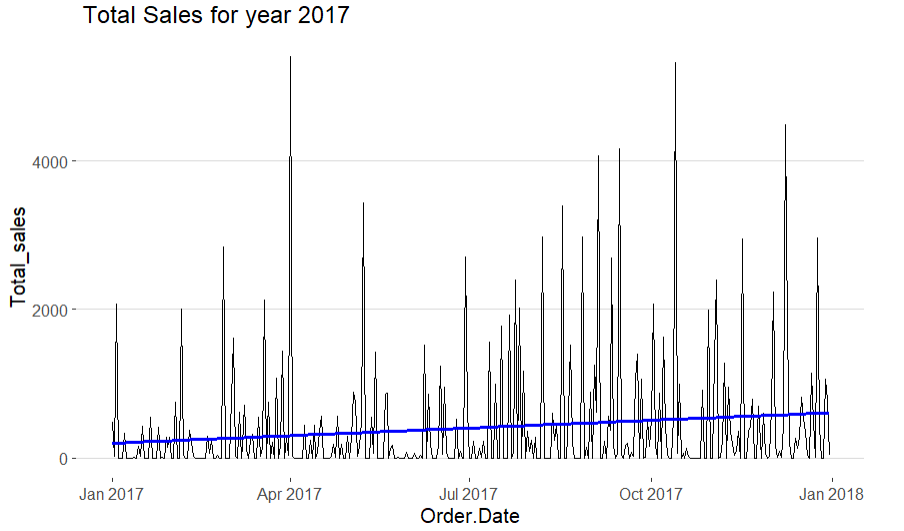 Total Sales for year 2017
Total_sales
4000
2000
0
Jan 2017 Apr 2017 Jul 2017 Oct 2017 Jan 2018
Order.Date